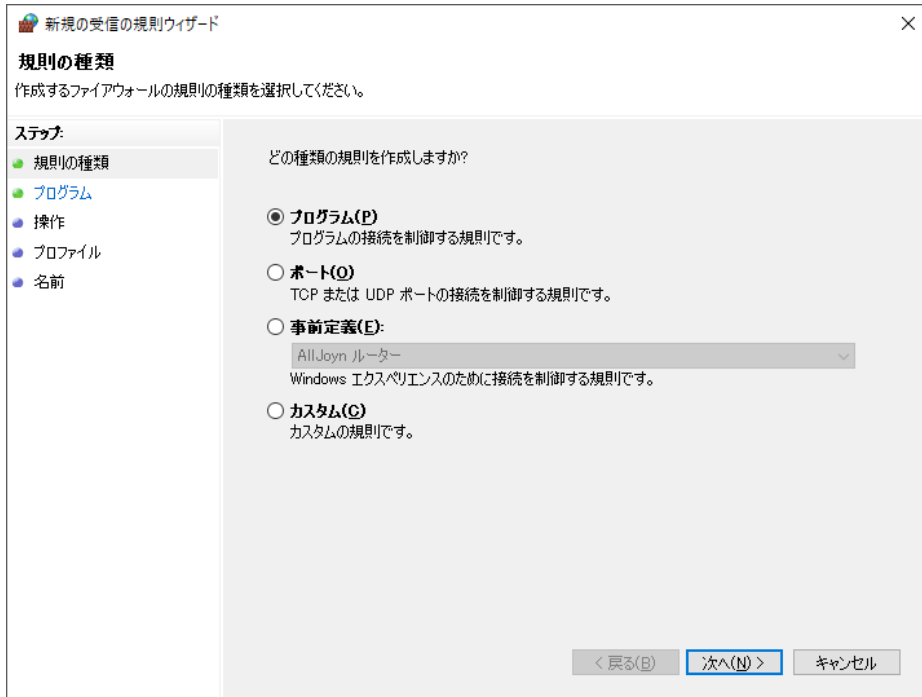 新規の受信の規則ウィザード
規則の種類
作成するファイアウォールの規則の種類を選択してください。
ステップ:
規則の種類
プログラム
操作
プロファイル
名前
どの種類の規則を作成しますか?
プログラム(P)
プログラムの接続を制御する規則です。
ポート(O)
TCP または UDP ポートの接続を制御する規則です。
事前定義(E):
AllJoyn ルーター
Windows エクスペリエンスのために接続を制御する規則です。
カスタム(C)
カスタムの規則です。
< 戻る(B) 次へ(N) > キャンセル